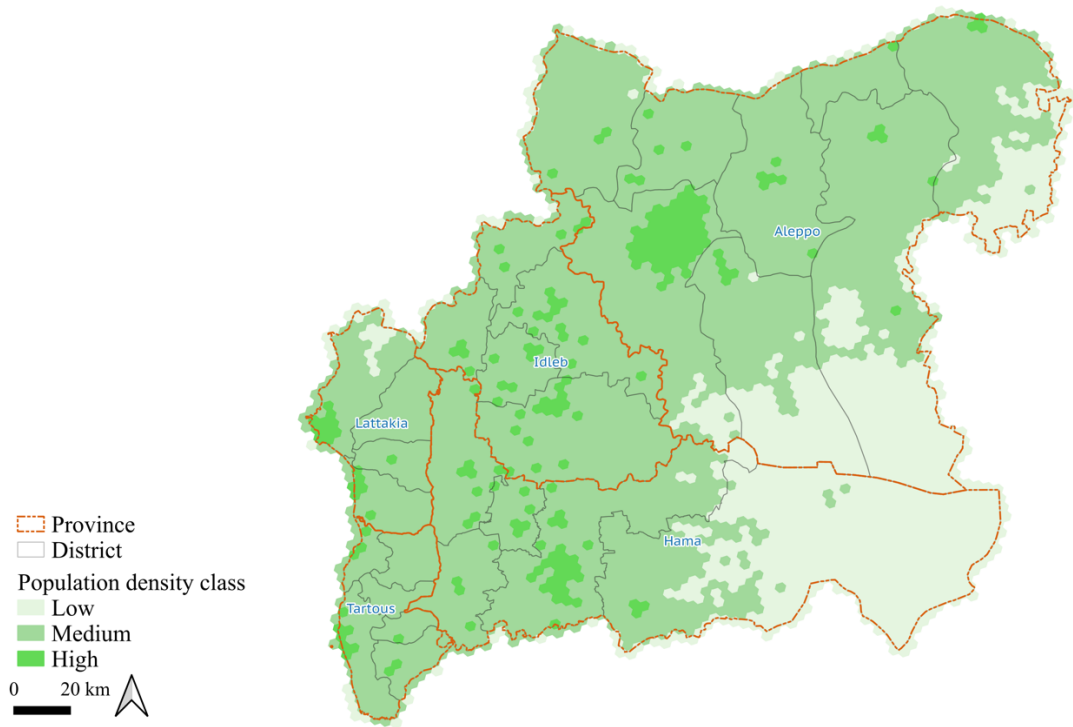 Aleppo
Idleb
Lattakia
Hama
Tartous
Province
District
Population density class
Low
Medium
High
0 20 km